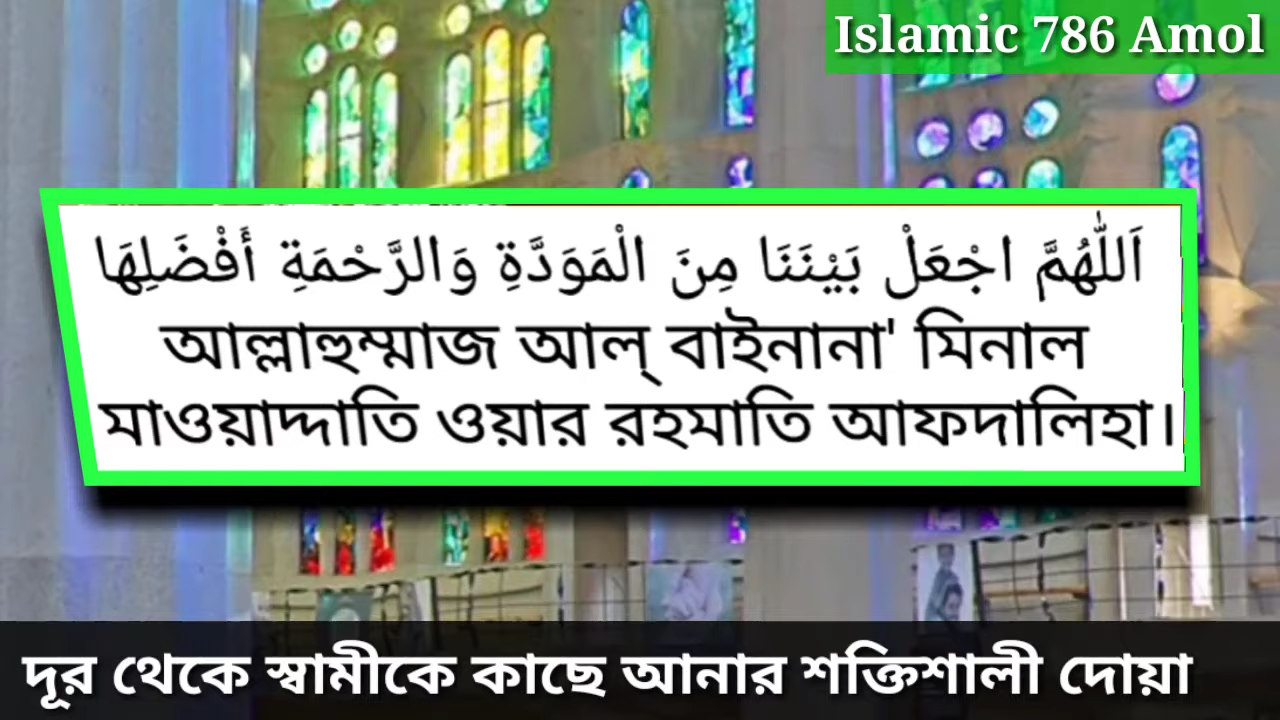 Islamic 786 Amol
اَللّٰهُمَّ اجْعَلْ بَيْنَنَا مِنَ الْمَوَدَّةِ وَالرَّحْمَةِ أَفْضَلِهَا
আল্লাহুম্মাজ আল্ বাইনানা' মিনাল
মাওয়াদ্দাতি ওয়ার রহমাতি আফদালিহা।
দূর থেকে স্বামীকে কাছে আনার শক্তিশালী দোয়া